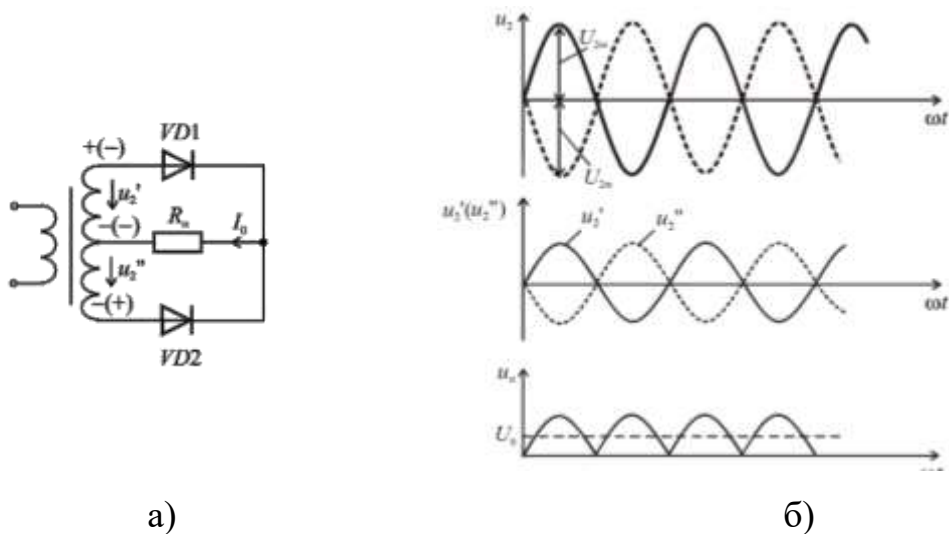 VD1
+(–)
u₂'
–(–)
Rн
I₀
u₂"
–(+)
VD2
а)
u₂
U₂ₘ
ωt
U₂ₘ
u₂'(u₂")
u₂'
u₂"
ωt
uн
U₀
б)